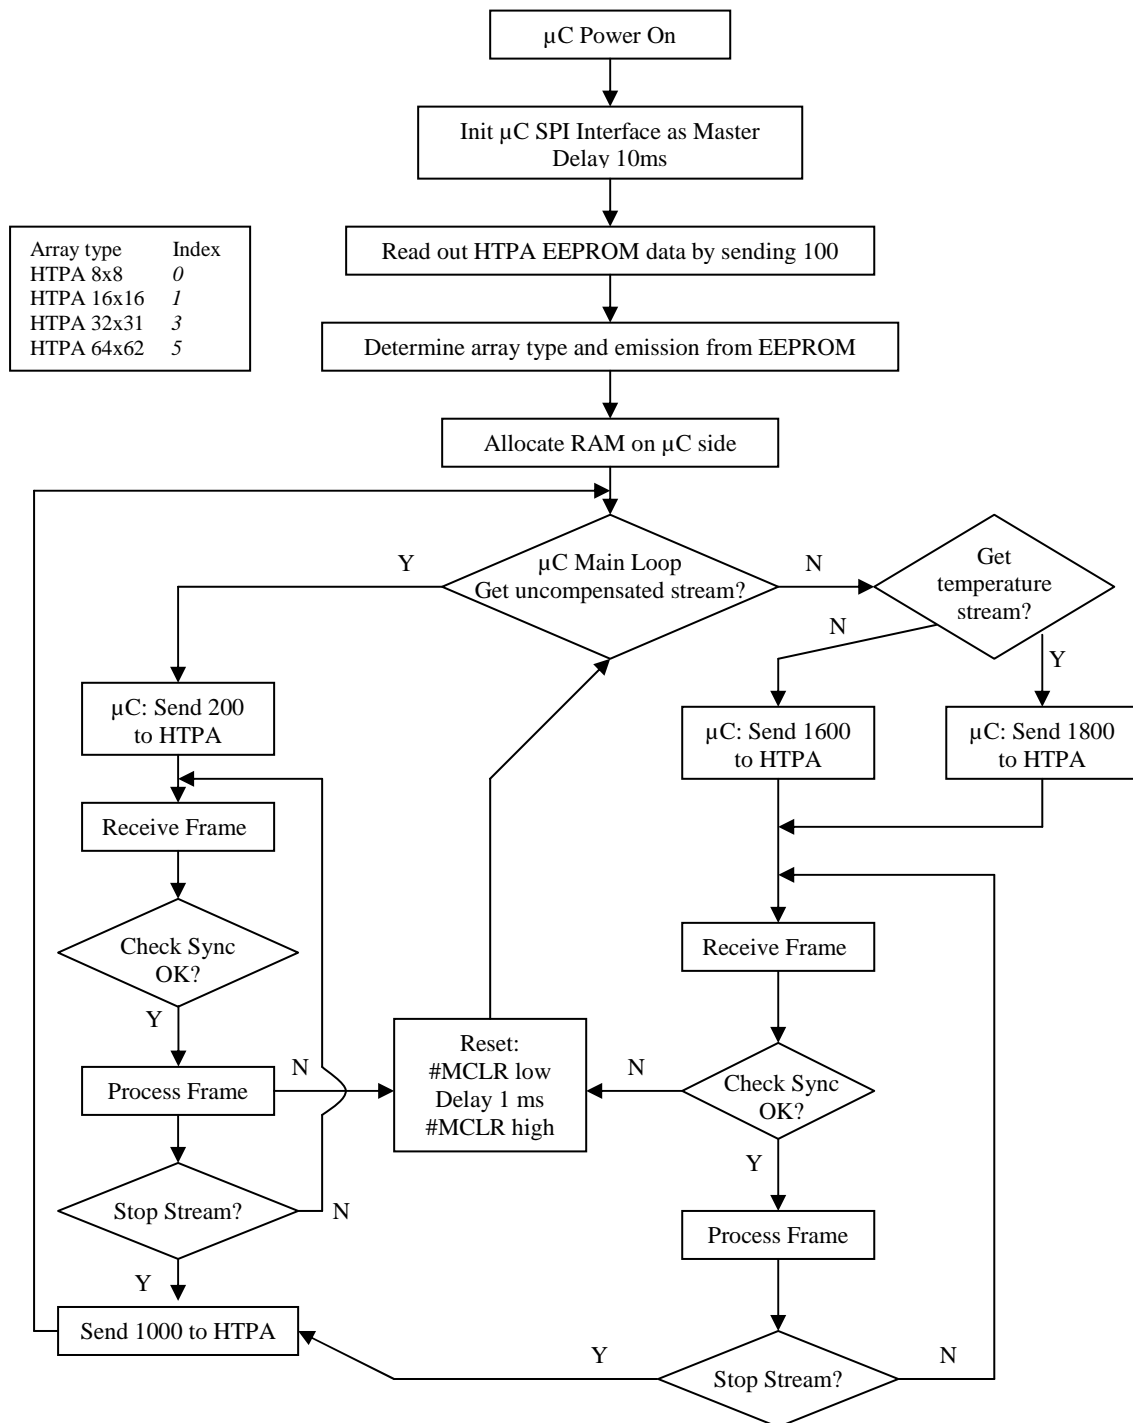 µC Power On
Init µC SPI Interface as Master
Delay 10ms
Read out HTPA EEPROM data by sending 100
Array type Index
HTPA 8x8 0
HTPA 16x16 1
HTPA 32x31 3
HTPA 64x62 5
Determine array type and emission from EEPROM
Allocate RAM on µC side
Y
µC Main Loop
Get uncompensated stream?
N
Get
temperature
stream?
N
Y
µC: Send 200
to HTPA
µC: Send 1600
to HTPA
µC: Send 1800
to HTPA
Receive Frame
Check Sync
OK?
Y
Process Frame
N
Stop Stream?
N
Y
Send 1000 to HTPA
Reset:
#MCLR low
Delay 1 ms
#MCLR high
Receive Frame
N
Check Sync
OK?
Y
Process Frame
Y
Stop Stream?
N